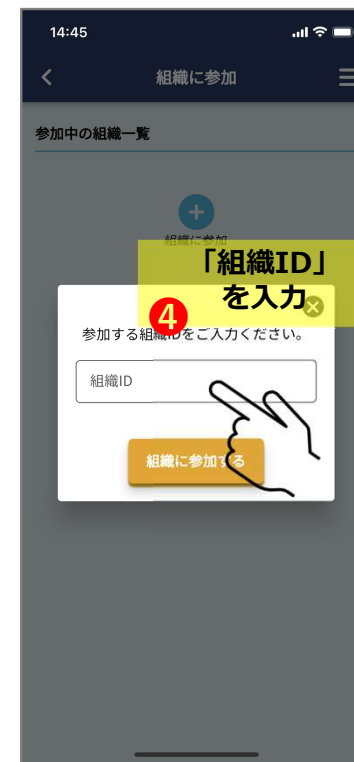 14:45
組織に参加
参加中の組織一覧
組織に参加
「組織ID」
を入力
4
参加する組織IDをご入力ください。
組織ID
組織に参加する